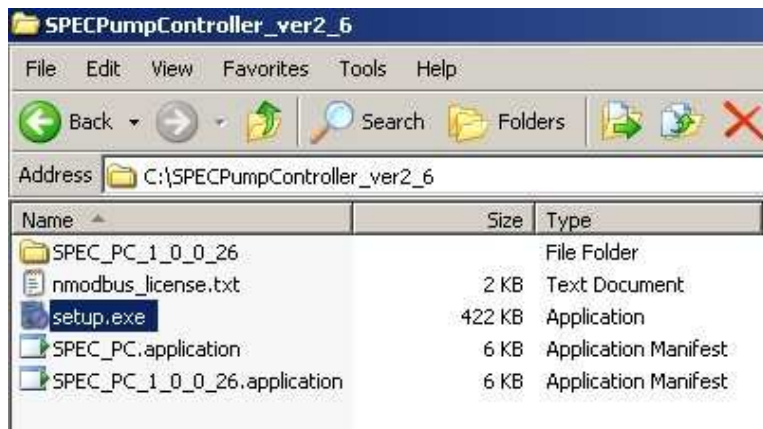 SPECPumpController_ver2_6
File Edit View Favorites Tools Help
Back Search Folders
Address C:\SPECPumpController_ver2_6
Name Size Type
SPEC_PC_1_0_0_26 File Folder
nmodbus_license.txt 2 KB Text Document
setup.exe 422 KB Application
SPEC_PC.application 6 KB Application Manifest
SPEC_PC_1_0_0_26.application 6 KB Application Manifest